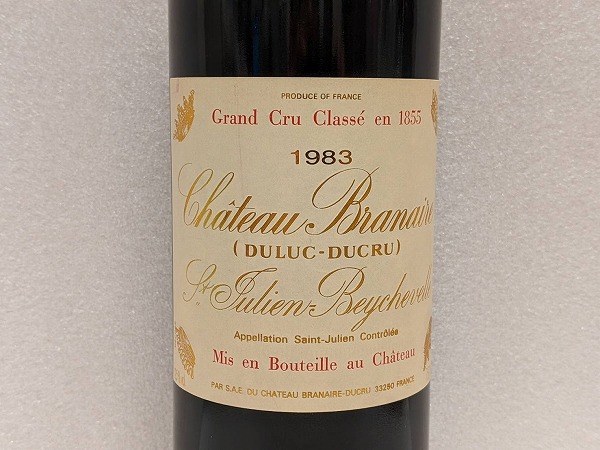 PRODUCE OF FRANCE
Grand Cru Classé en 1855
1983
Château Branaire
(DULUC-DUCRU)
St Julien-Beychevelle
Appellation Saint-Julien Contrôlée
Mis en Bouteille au Château
PAR S.A.E. DU CHATEAU BRANAIRE-DUCRU 33250 FRANCE